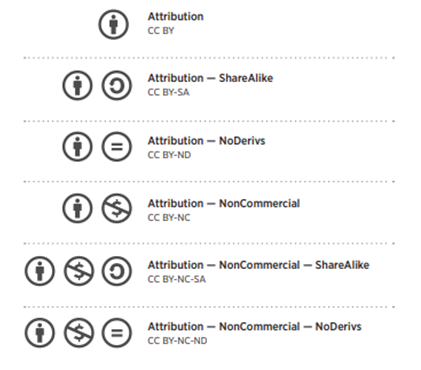 Attribution
CC BY
Attribution — ShareAlike
CC BY-SA
Attribution — NoDerivs
CC BY-ND
Attribution — NonCommercial
CC BY-NC
Attribution — NonCommercial — ShareAlike
CC BY-NC-SA
Attribution — NonCommercial — NoDerivs
CC BY-NC-ND